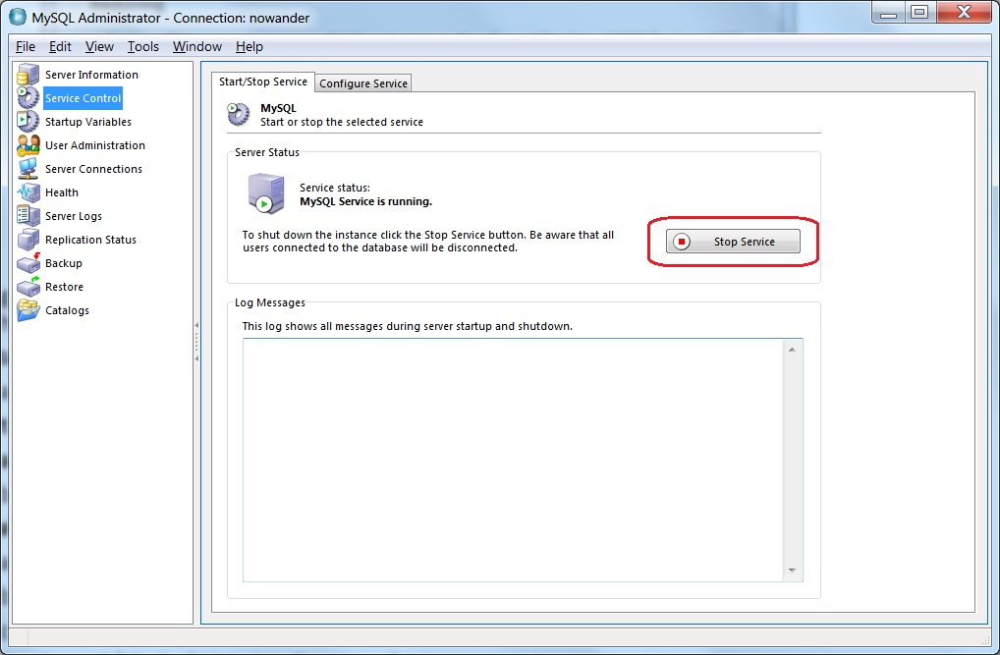 MySQL Administrator - Connection: nowander
File Edit View Tools Window Help
Server Information
Service Control
Startup Variables
User Administration
Server Connections
Health
Server Logs
Replication Status
Backup
Restore
Catalogs
Start/Stop Service Configure Service
MySQL
Start or stop the selected service
Server Status
Service status:
MySQL Service is running.
To shut down the instance click the Stop Service button. Be aware that all
users connected to the database will be disconnected.
Stop Service
Log Messages
This log shows all messages during server startup and shutdown.